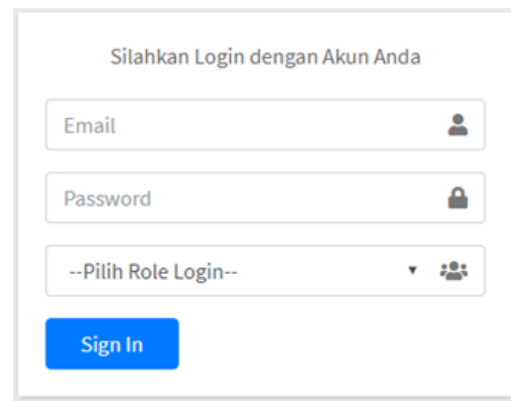 Silahkan Login dengan Akun Anda
Email
Password
--Pilih Role Login--
Sign In